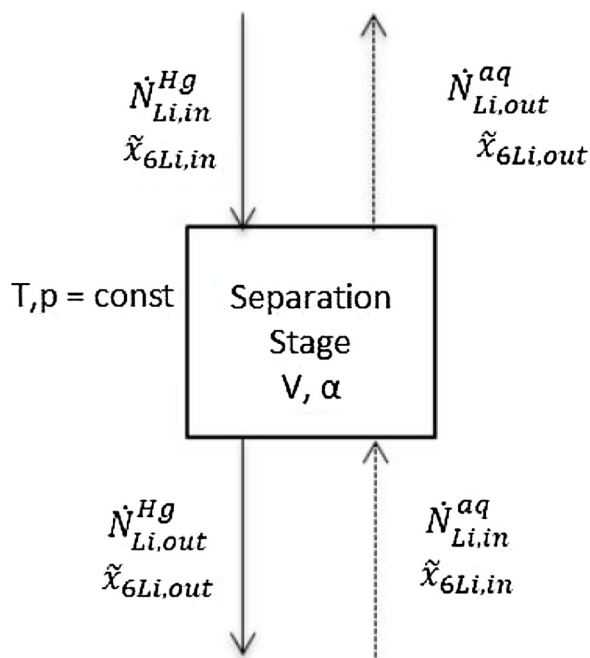 Ṅ^{Hg}_{Li,in}
x̃_{6Li,in}
Ṅ^{aq}_{Li,out}
x̃_{6Li,out}
T,p = const
Separation
Stage
V, α
Ṅ^{Hg}_{Li,out}
x̃_{6Li,out}
Ṅ^{aq}_{Li,in}
x̃_{6Li,in}